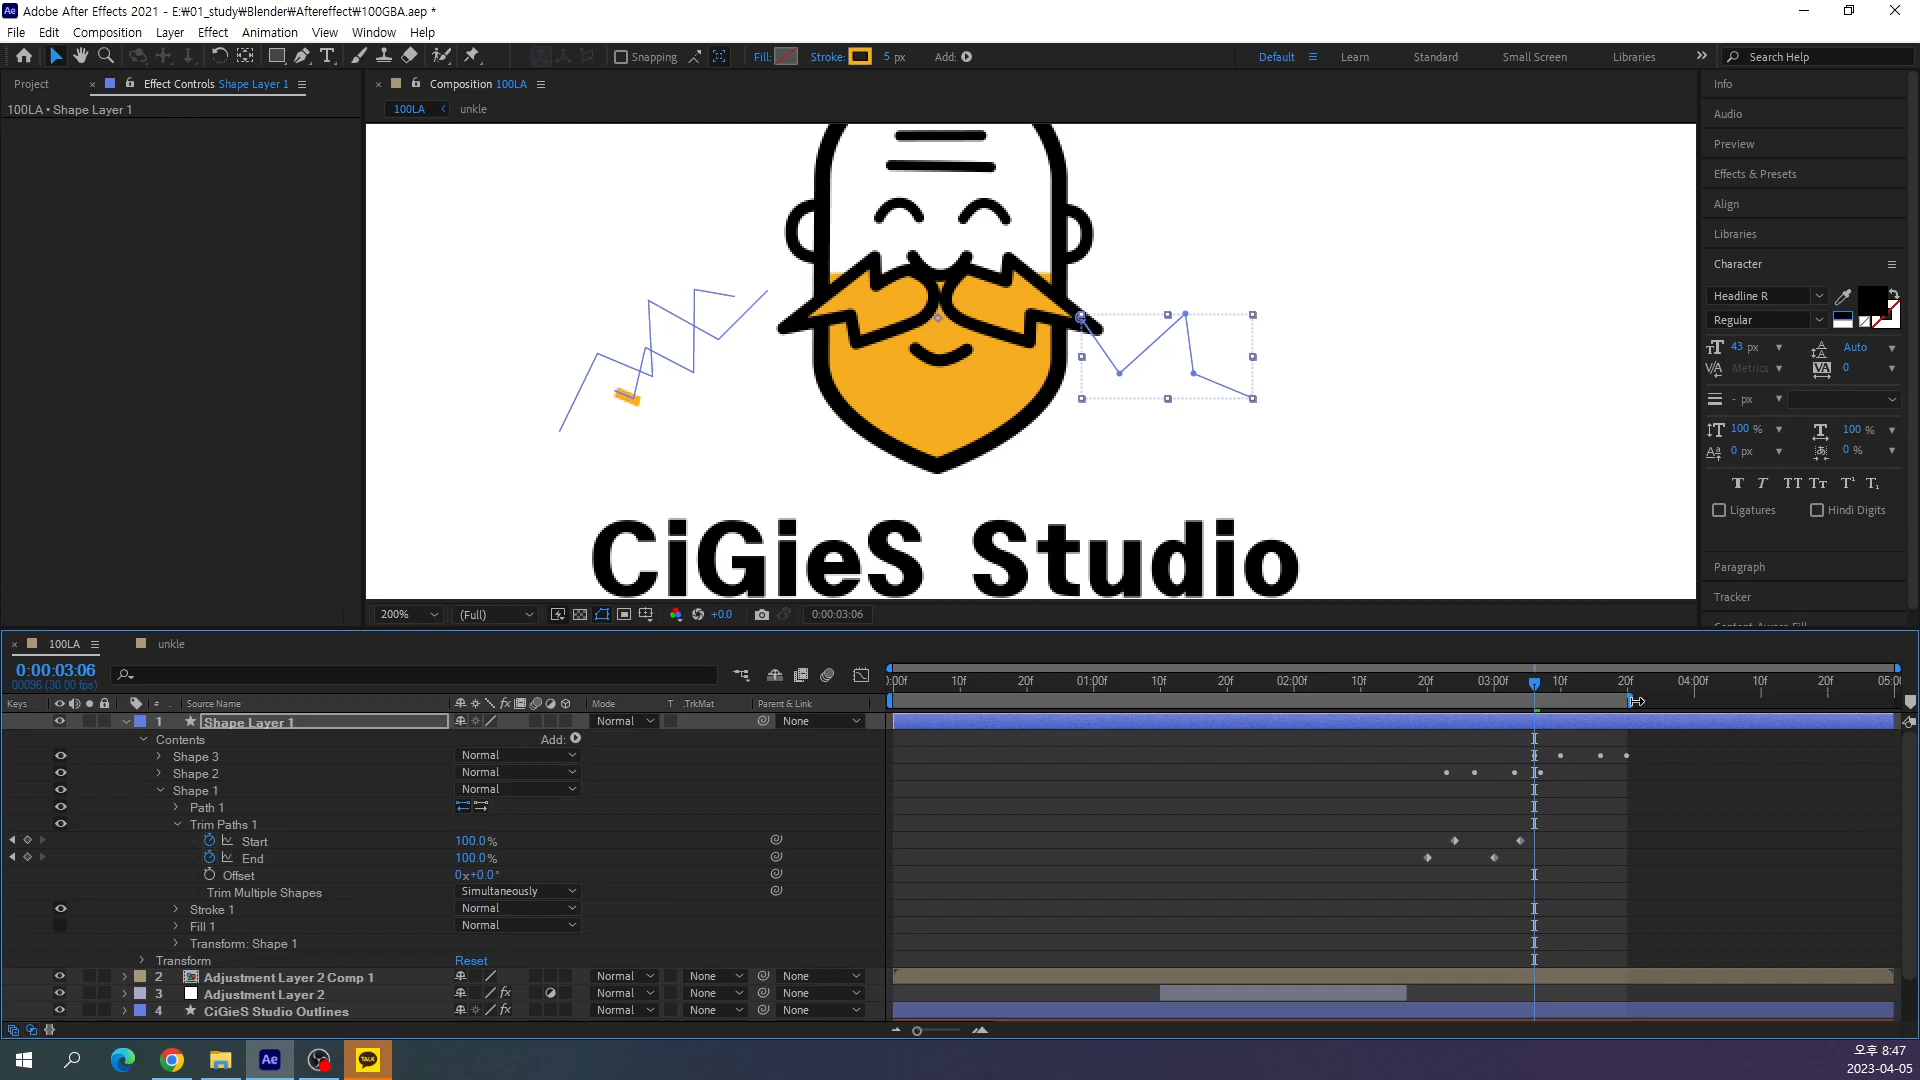 Adobe After Effects 2021 - E:₩01_study₩Blender₩Aftereffect₩100GBA.aep *
File Edit Composition Layer Effect Animation View Window Help
Snapping Fill: Stroke: 5 px Add: Default Learn Standard Small Screen Libraries Search Help
Project Effect Controls Shape Layer 1 Composition 100LA
100LA • Shape Layer 1
100LA unkle
CiGieS Studio
200% (Full) +0.0 0:00:03:06
Info
Audio
Preview
Effects & Presets
Align
Libraries
Character
Headline R
Regular
43 px Auto
Metrics 0
- px
100 % 100 %
0 px 0 %
Ligatures Hindi Digits
Paragraph
Tracker
100LA unkle
0:00:03:06
00096 (30.00 fps)
:00f 10f 20f 01:00f 10f 20f 02:00f 10f 20f 03:00f 10f 20f 04:00f 10f 20f 05:00
Keys # Source Name Mode T .TrkMat Parent & Link
1 Shape Layer 1 Normal None
Contents Add:
Shape 3 Normal
Shape 2 Normal
Shape 1 Normal
Path 1
Trim Paths 1
Start 100.0%
End 100.0%
Offset 0x+0.0°
Trim Multiple Shapes Simultaneously
Stroke 1 Normal
Fill 1 Normal
Transform: Shape 1
Transform Reset
2 Adjustment Layer 2 Comp 1 Normal None None
3 Adjustment Layer 2 Normal None None
4 CiGieS Studio Outlines Normal None None
Ae TALK
오후 8:47
2023-04-05